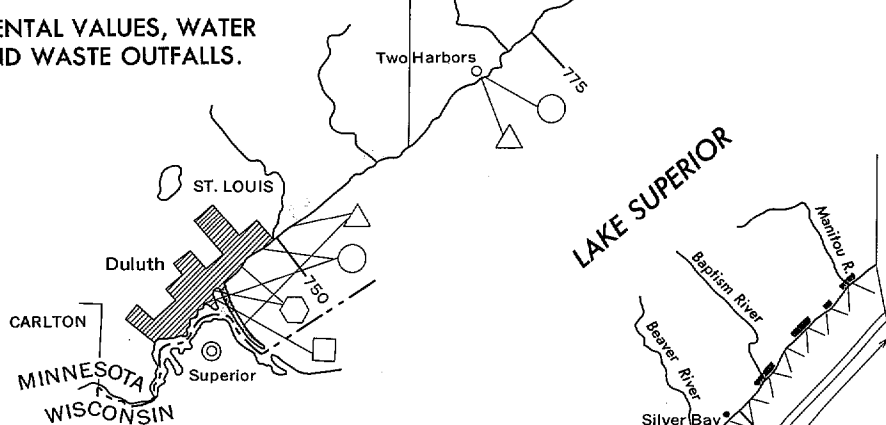 ENTAL VALUES, WATER
ND WASTE OUTFALLS.
Two Harbors
775
ST. LOUIS
Duluth
750
CARLTON
Superior
MINNESOTA
WISCONSIN
LAKE SUPERIOR
Manitou R.
Baptism River
Beaver River
Silver Bay